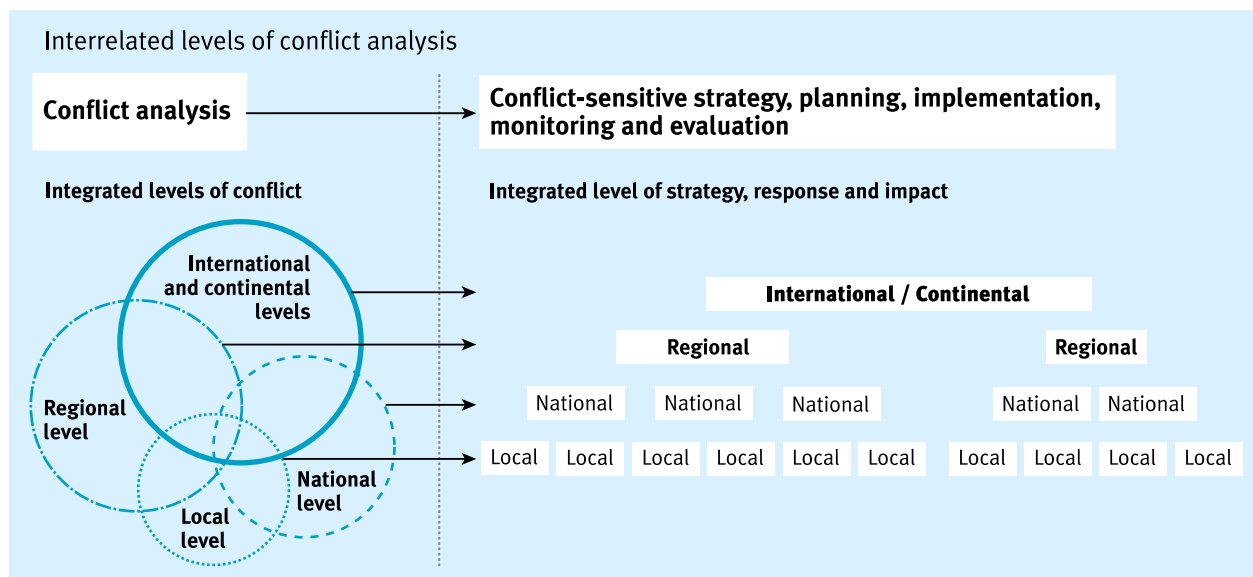 Interrelated levels of conflict analysis
Conflict analysis
Conflict-sensitive strategy, planning, implementation,
monitoring and evaluation
Integrated levels of conflict
Integrated level of strategy, response and impact
International
and continental
levels
Regional
level
Local
level
National
level
International / Continental
Regional
Regional
National
National
National
National
National
Local
Local
Local
Local
Local
Local
Local
Local
Local
Local